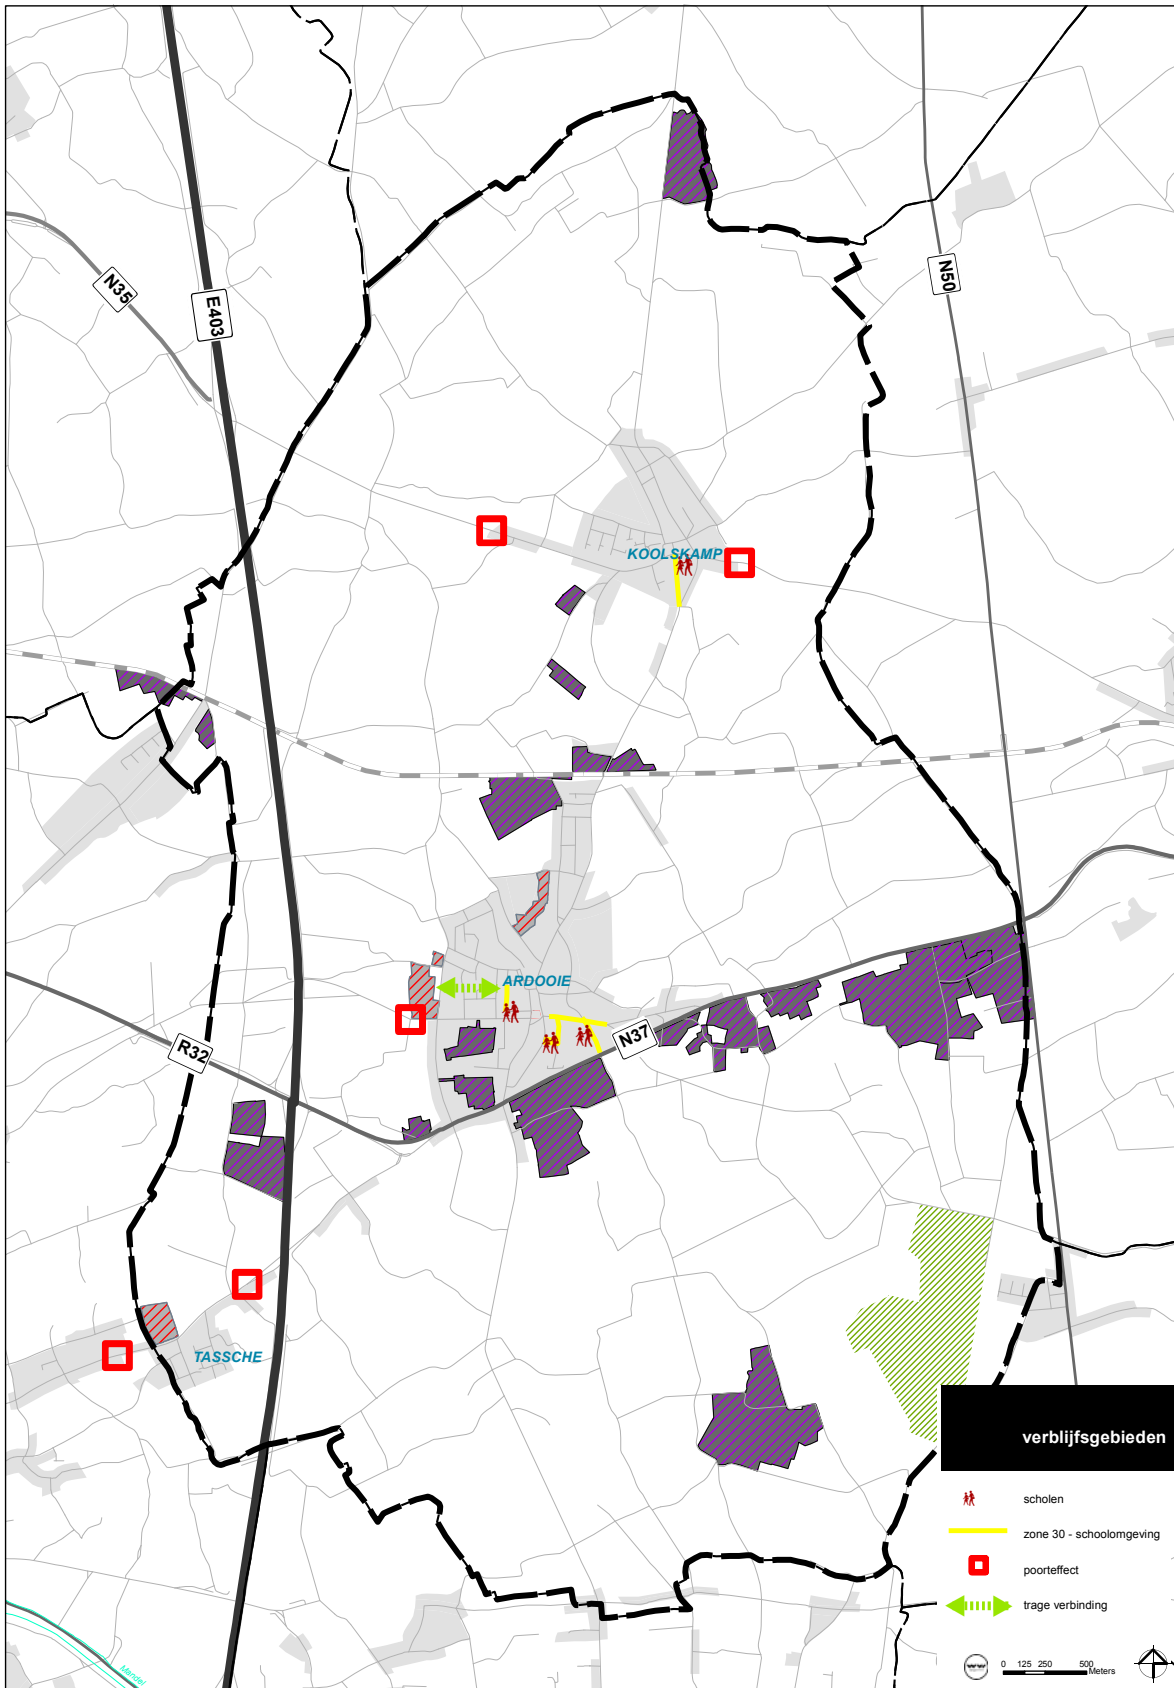 N35
E403
N50
KOOLSKAMP
ARDOOIE
N37
R32
TASSCHE
verblijfsgebieden
scholen
zone 30 - schoolomgeving
poorteffect
trage verbinding
0 125 250 500
Meters
Mandel